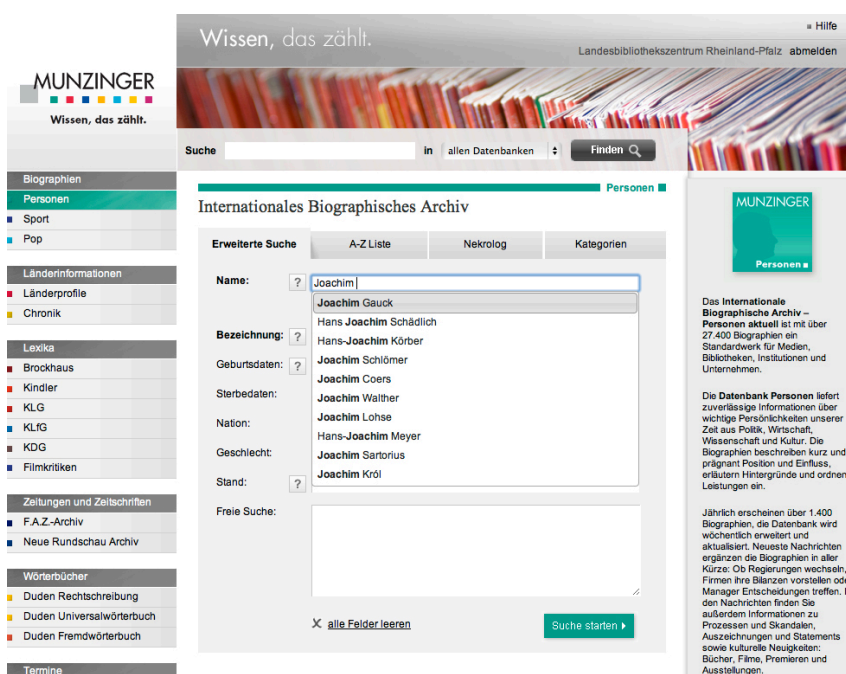 Wissen, das zählt.
Hilfe
Landesbibliothekszentrum Rheinland-Pfalz abmelden
MUNZINGER
Wissen, das zählt.
Suche in allen Datenbanken Finden
Biographien
Personen
Sport
Pop
Länderinformationen
Länderprofile
Chronik
Lexika
Brockhaus
Kindler
KLG
KLfG
KDG
Filmkritiken
Zeitungen und Zeitschriften
F.A.Z.-Archiv
Neue Rundschau Archiv
Wörterbücher
Duden Rechtschreibung
Duden Universalwörterbuch
Duden Fremdwörterbuch
Termine
Personen
Internationales Biographisches Archiv
Erweiterte Suche A-Z Liste Nekrolog Kategorien
Name: ? Joachim
Joachim Gauck
Hans Joachim Schädlich
Bezeichnung: ? Hans-Joachim Körber
Geburtsdaten: ? Joachim Schlömer
Joachim Coers
Sterbedaten: Joachim Walther
Nation: Joachim Lohse
Hans-Joachim Meyer
Geschlecht: Joachim Sartorius
Stand: ? Joachim Król
Freie Suche:
X alle Felder leeren Suche starten
MUNZINGER
Personen
Das Internationale
Biographische Archiv –
Personen aktuell ist mit über
27.400 Biographien ein
Standardwerk für Medien,
Bibliotheken, Institutionen und
Unternehmen.
Die Datenbank Personen liefert
zuverlässige Informationen über
wichtige Persönlichkeiten unserer
Zeit aus Politik, Wirtschaft,
Wissenschaft und Kultur. Die
Biographien beschreiben kurz und
prägnant Position und Einfluss,
erläutern Hintergründe und ordnen
Leistungen ein.
Jährlich erscheinen über 1.400
Biographien, die Datenbank wird
wöchentlich erweitert und
aktualisiert. Neueste Nachrichten
ergänzen die Biographien in aller
Kürze: Ob Regierungen wechseln,
Firmen ihre Bilanzen vorstellen ode
Manager Entscheidungen treffen. I
den Nachrichten finden Sie
außerdem Informationen zu
Prozessen und Skandalen,
Auszeichnungen und Statements
sowie kulturelle Neuigkeiten:
Bücher, Filme, Premieren und
Ausstellungen.